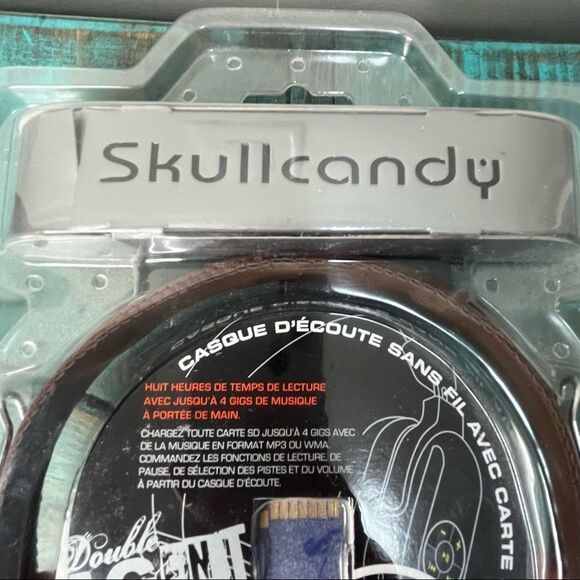 Skullcandy
CASQUE D'ÉCOUTE SANS FIL AVEC CARTE
HUIT HEURES DE TEMPS DE LECTURE
AVEC JUSQU'À 4 GIGS DE MUSIQUE
À PORTÉE DE MAIN.
CHARGEZ TOUTE CARTE SD JUSQU'À 4 GIGS AVEC
DE LA MUSIQUE EN FORMAT MP3 OU WMA.
COMMANDEZ LES FONCTIONS DE LECTURE, DE
PAUSE, DE SÉLECTION DES PISTES ET DU VOLUME
À PARTIR DU CASQUE D'ÉCOUTE.
Double